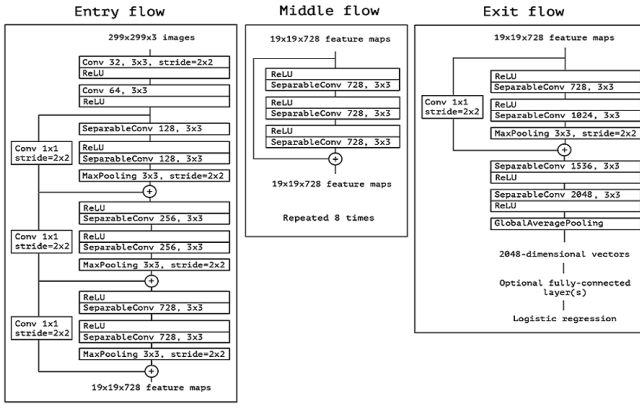 Entry flow
299x299x3 images
Conv 32, 3x3, stride=2x2
ReLU
Conv 64, 3x3
ReLU
Conv 1x1
stride=2x2
SeparableConv 128, 3x3
ReLU
SeparableConv 128, 3x3
MaxPooling 3x3, stride=2x2
+
Conv 1x1
stride=2x2
ReLU
SeparableConv 256, 3x3
ReLU
SeparableConv 256, 3x3
MaxPooling 3x3, stride=2x2
+
Conv 1x1
stride=2x2
ReLU
SeparableConv 728, 3x3
ReLU
SeparableConv 728, 3x3
MaxPooling 3x3, stride=2x2
+
19x19x728 feature maps
Middle flow
19x19x728 feature maps
ReLU
SeparableConv 728, 3x3
ReLU
SeparableConv 728, 3x3
ReLU
SeparableConv 728, 3x3
+
19x19x728 feature maps
Repeated 8 times
Exit flow
19x19x728 feature maps
Conv 1x1
stride=2x2
ReLU
SeparableConv 728, 3x3
ReLU
SeparableConv 1024, 3x3
MaxPooling 3x3, stride=2x2
+
SeparableConv 1536, 3x3
ReLU
SeparableConv 2048, 3x3
ReLU
GlobalAveragePooling
2048-dimensional vectors
Optional fully-connected
layer(s)
Logistic regression